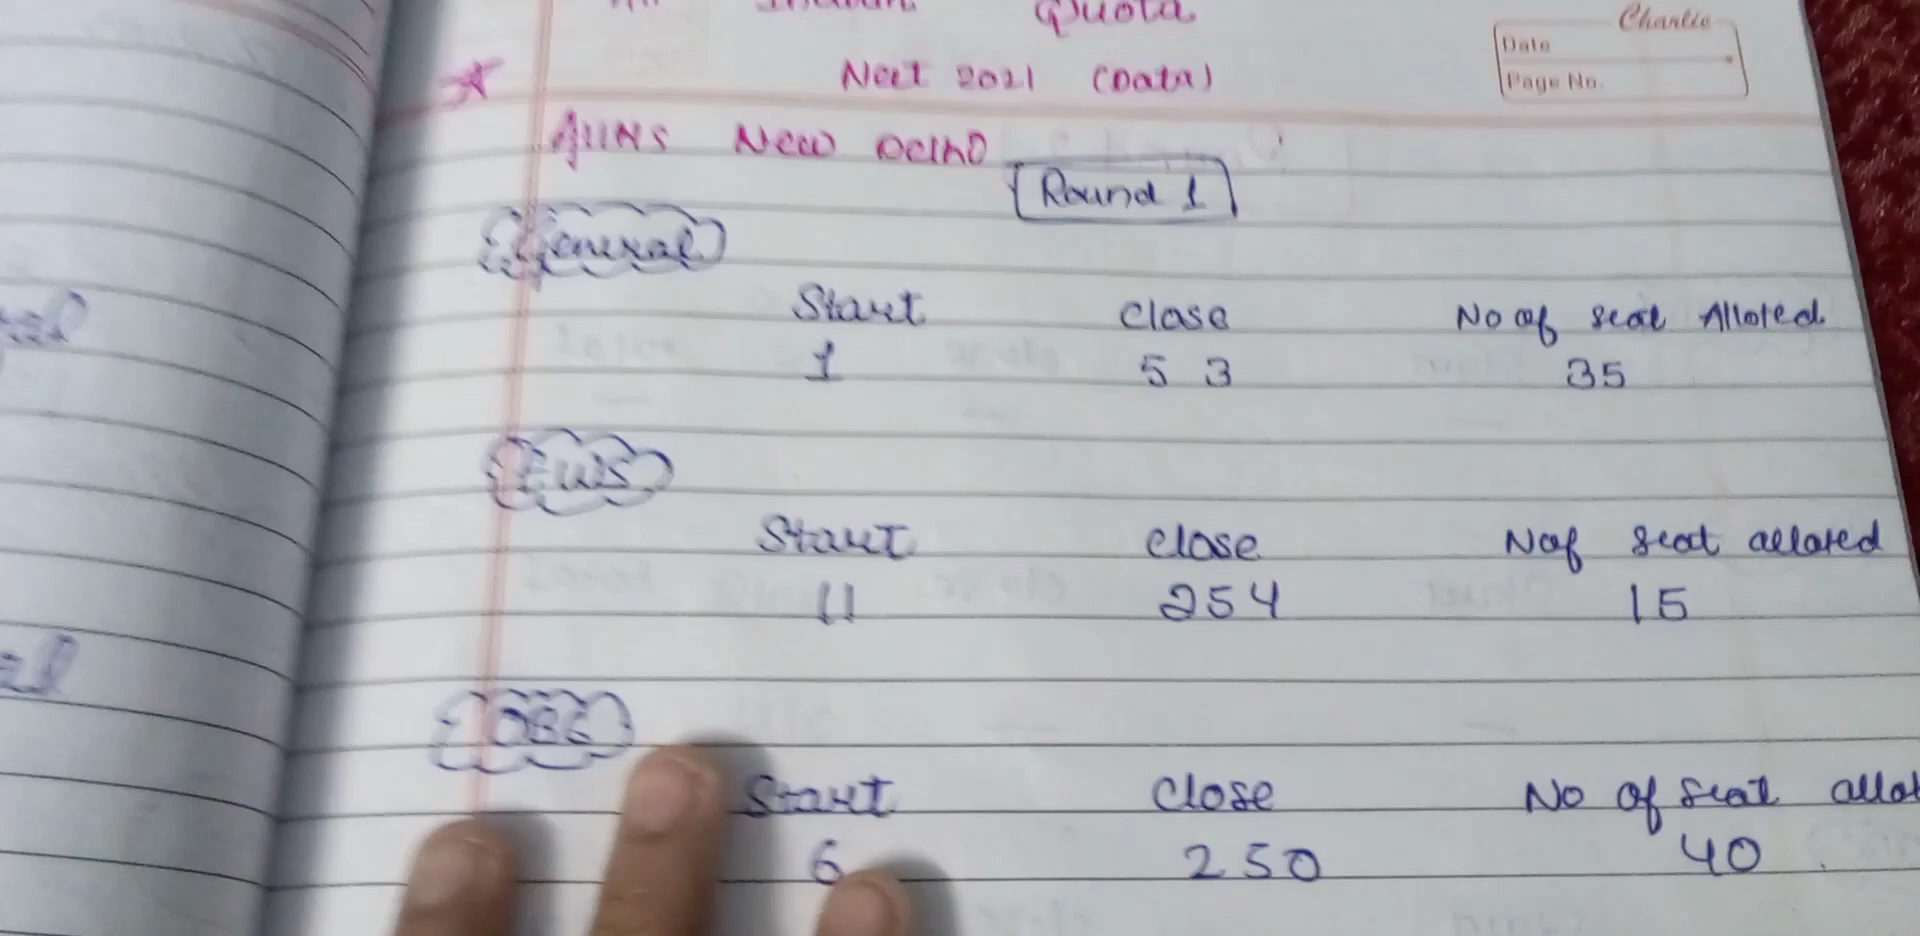 Quota
Charlie
Date
Page No.
Neet 2021 (Data)
AIIMS New Delhi
Round 1
General
Start Close No of seat Alloted
1 53 35
EWS
Start Close Nof seat alloted
11 254 15
OBC
Start Close No of seat allot
6 250 40